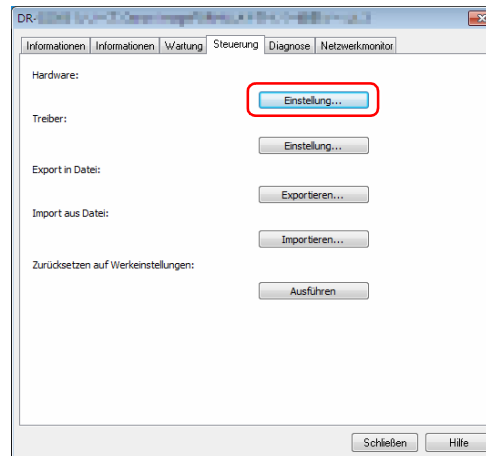 DR-
Informationen Informationen Wartung Steuerung Diagnose Netzwerkmonitor
Hardware:
Einstellung...
Treiber:
Einstellung...
Export in Datei:
Exportieren...
Import aus Datei:
Importieren...
Zurücksetzen auf Werkeinstellungen:
Ausführen
Schließen Hilfe